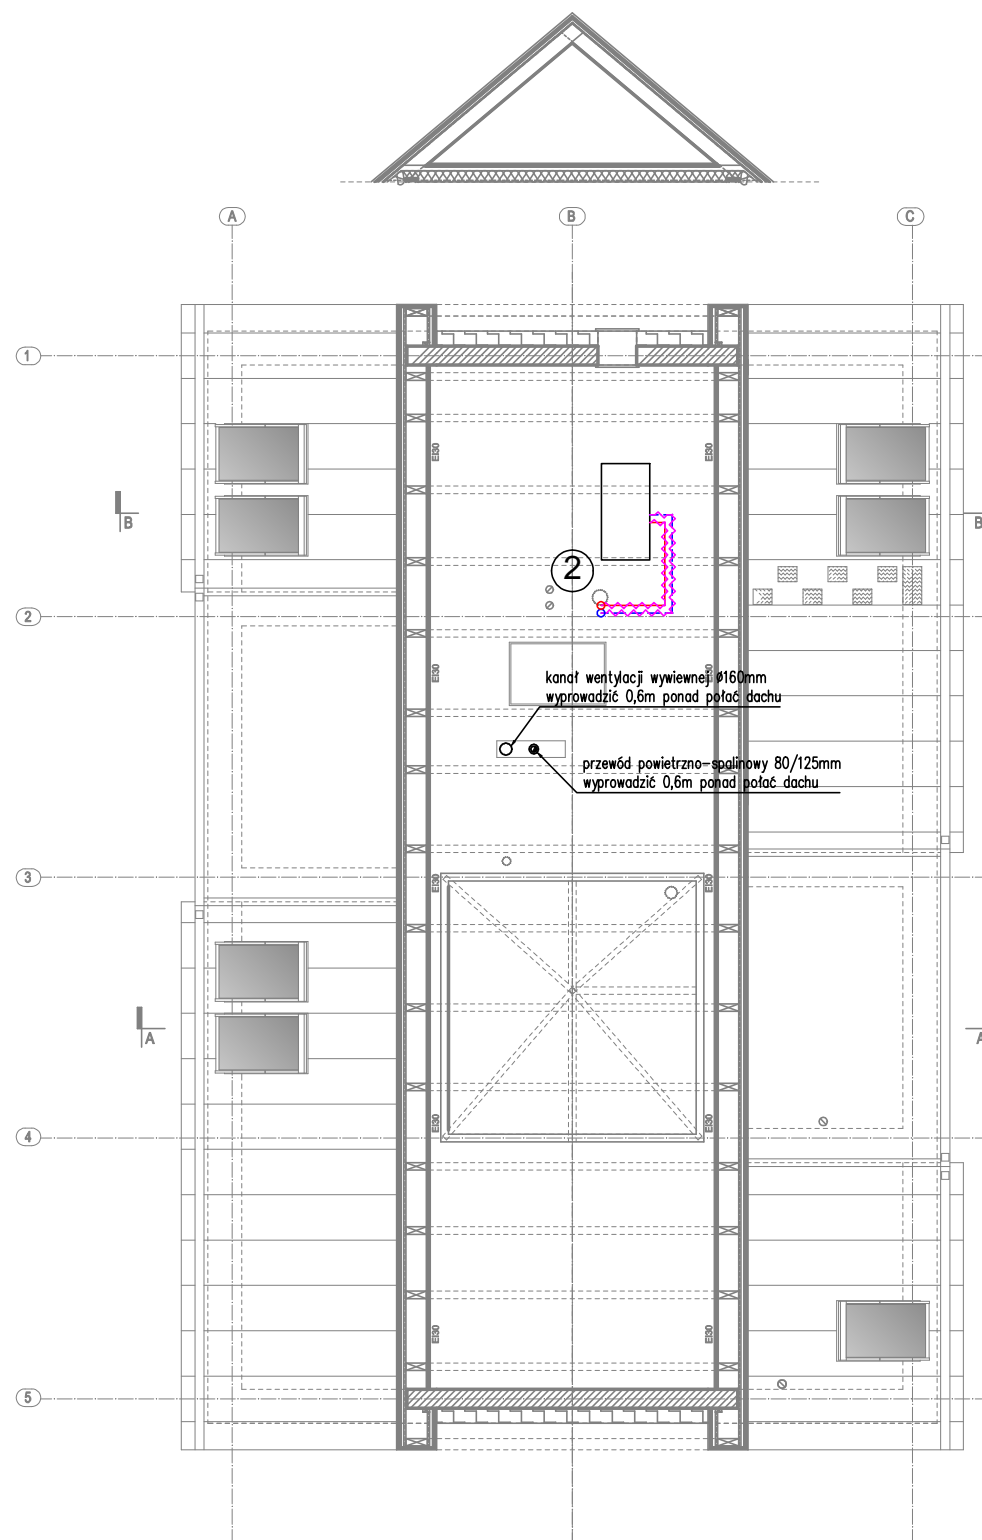 A B C
1
EI30 EI30
B B
2
2
EI30 EI30
kanał wentylacji wywiewnej ø160mm
wyprowadzić 0,6m ponad połać dachu
przewód powietrzno-spalinowy 80/125mm
wyprowadzić 0,6m ponad połać dachu
3
EI30 EI30
A A
EI30 EI30
4
EI30 EI30
5